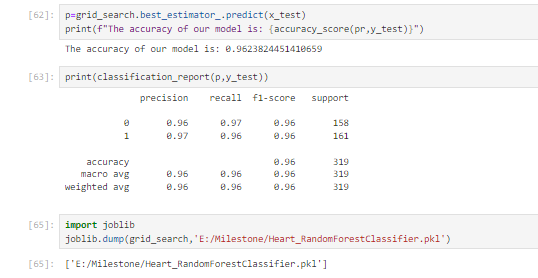 [62]: p=grid_search.best_estimator_.predict(x_test)
print(f"The accuracy of our model is: {accuracy_score(pr,y_test)}")
The accuracy of our model is: 0.9623824451410659
[63]: print(classification_report(p,y_test))
precision recall f1-score support
0 0.96 0.97 0.96 158
1 0.97 0.96 0.96 161
accuracy 0.96 319
macro avg 0.96 0.96 0.96 319
weighted avg 0.96 0.96 0.96 319
[65]: import joblib
joblib.dump(grid_search,'E:/Milestone/Heart_RandomForestClassifier.pkl')
[65]: ['E:/Milestone/Heart_RandomForestClassifier.pkl']